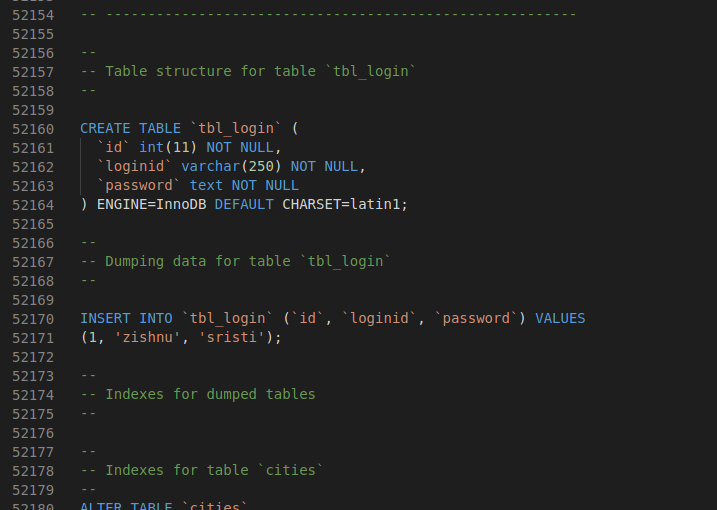 52154 -- --------------------------------------------------------
52155
52156 --
52157 -- Table structure for table `tbl_login`
52158 --
52159
52160 CREATE TABLE `tbl_login` (
52161 `id` int(11) NOT NULL,
52162 `loginid` varchar(250) NOT NULL,
52163 `password` text NOT NULL
52164 ) ENGINE=InnoDB DEFAULT CHARSET=latin1;
52165
52166 --
52167 -- Dumping data for table `tbl_login`
52168 --
52169
52170 INSERT INTO `tbl_login` (`id`, `loginid`, `password`) VALUES
52171 (1, 'zishnu', 'sristi');
52172
52173 --
52174 -- Indexes for dumped tables
52175 --
52176
52177 --
52178 -- Indexes for table `cities`
52179 --
52180 ALTER TABLE `cities`